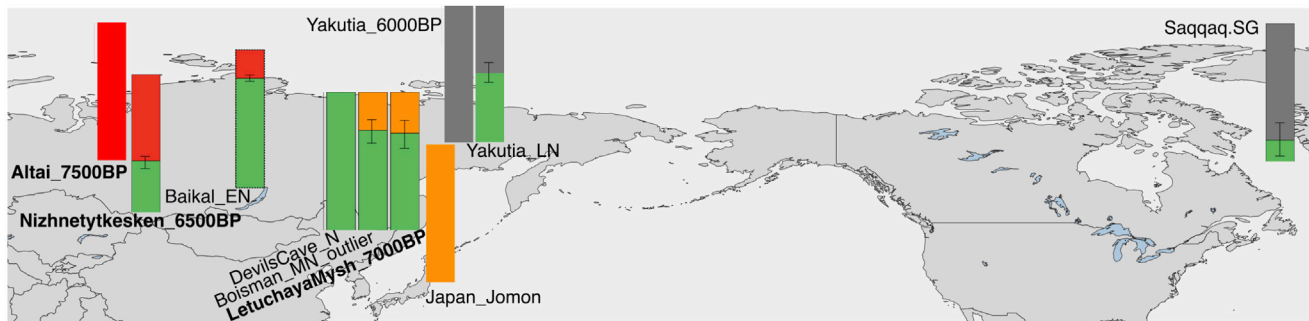 Yakutia_6000BP
Saqqaq.SG
Yakutia_LN
Altai_7500BP
Baikal_EN
Nizhnetytkesken_6500BP
DevilsCave_N
Boisman_MN_outlier
LetuchayaMysh_7000BP
Japan_Jomon